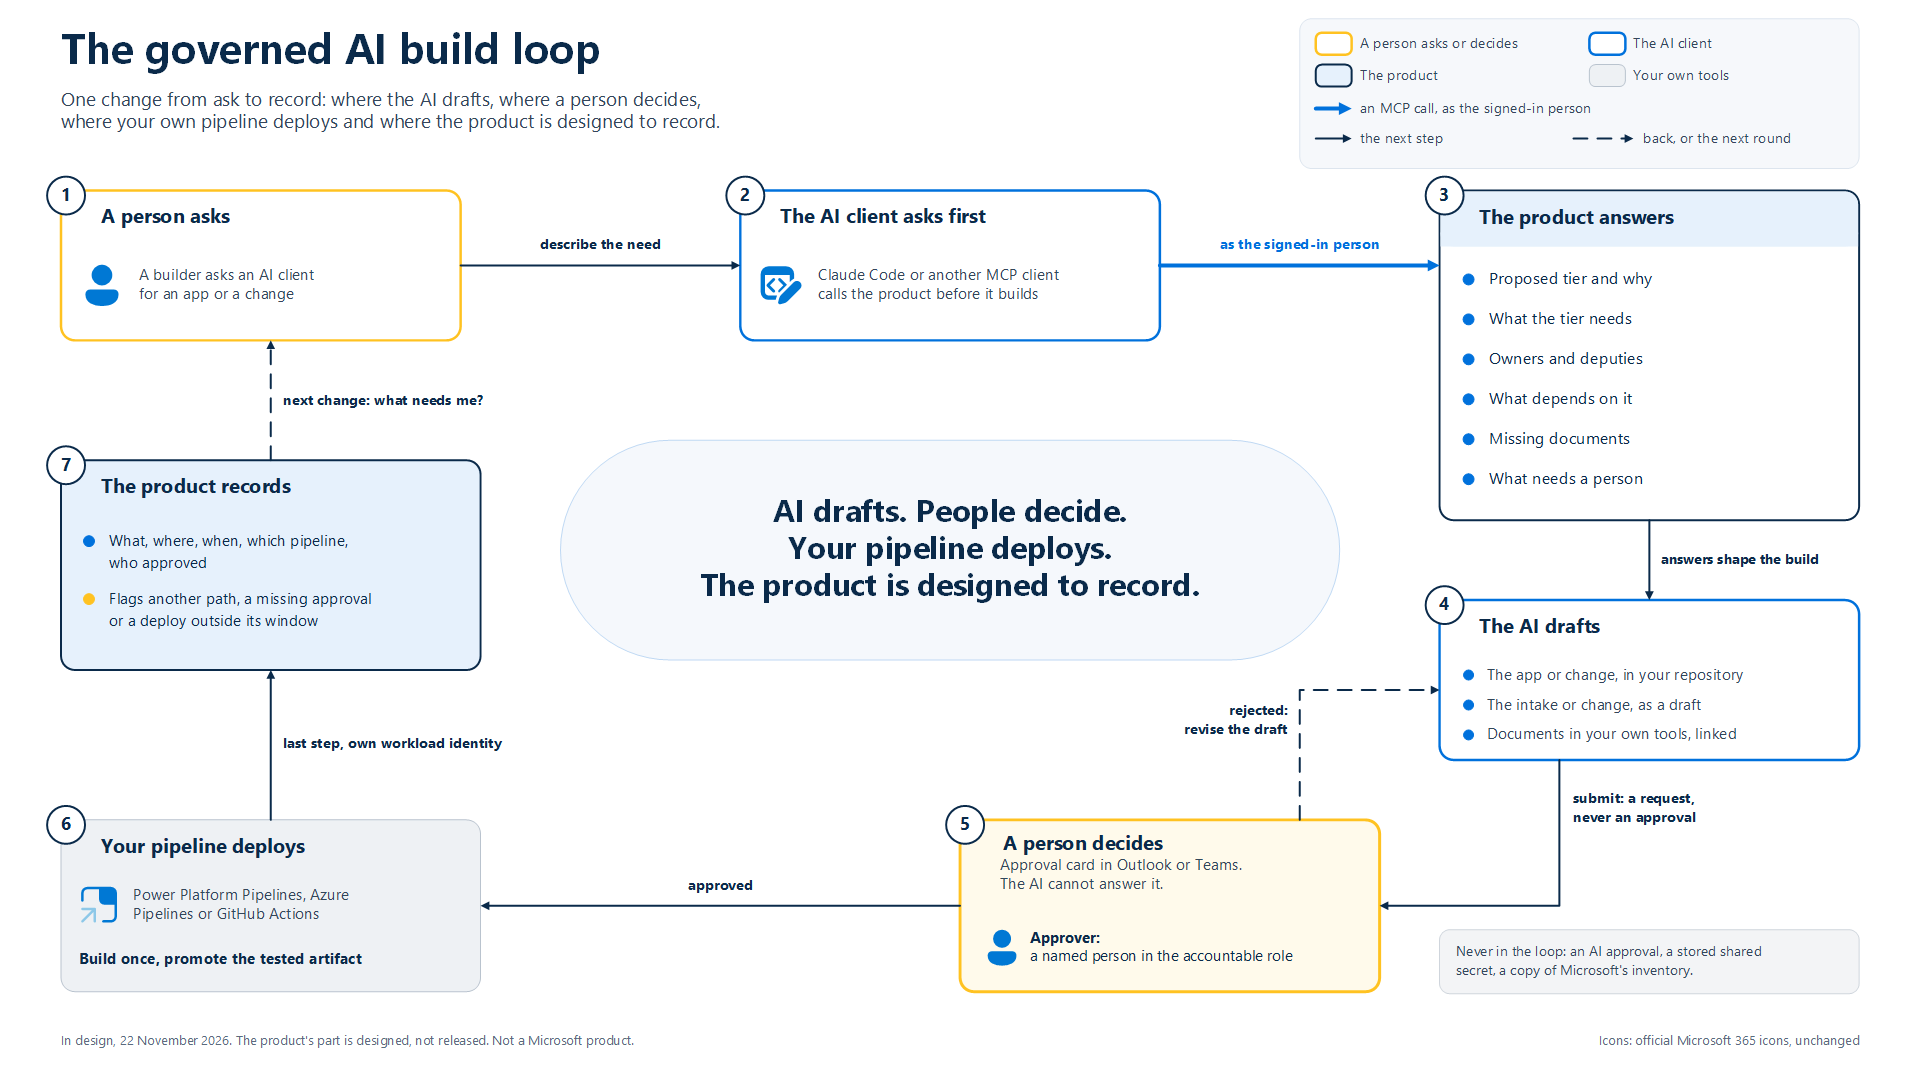 The governed AI build loop
One change from ask to record: where the AI drafts, where a person decides,
where your own pipeline deploys and where the product is designed to record.
A person asks or decides
The AI client
The product
Your own tools
an MCP call, as the signed-in person
the next step
back, or the next round
1
A person asks
A builder asks an AI client
for an app or a change
describe the need
2
The AI client asks first
Claude Code or another MCP client
calls the product before it builds
as the signed-in person
3
The product answers
Proposed tier and why
What the tier needs
Owners and deputies
What depends on it
Missing documents
What needs a person
answers shape the build
4
The AI drafts
The app or change, in your repository
The intake or change, as a draft
Documents in your own tools, linked
submit: a request,
never an approval
rejected:
revise the draft
5
A person decides
Approval card in Outlook or Teams.
The AI cannot answer it.
Approver:
a named person in the accountable role
approved
6
Your pipeline deploys
Power Platform Pipelines, Azure
Pipelines or GitHub Actions
Build once, promote the tested artifact
last step, own workload identity
7
The product records
What, where, when, which pipeline,
who approved
Flags another path, a missing approval
or a deploy outside its window
next change: what needs me?
AI drafts. People decide.
Your pipeline deploys.
The product is designed to record.
Never in the loop: an AI approval, a stored shared
secret, a copy of Microsoft's inventory.
In design, 22 November 2026. The product's part is designed, not released. Not a Microsoft product.
Icons: official Microsoft 365 icons, unchanged